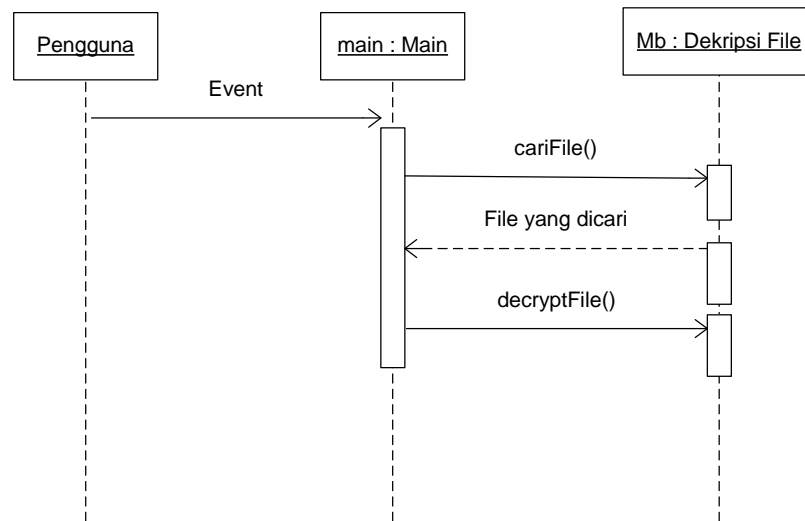 Pengguna
main : Main
Mb : Dekripsi File
Event
cariFile()
File yang dicari
decryptFile()